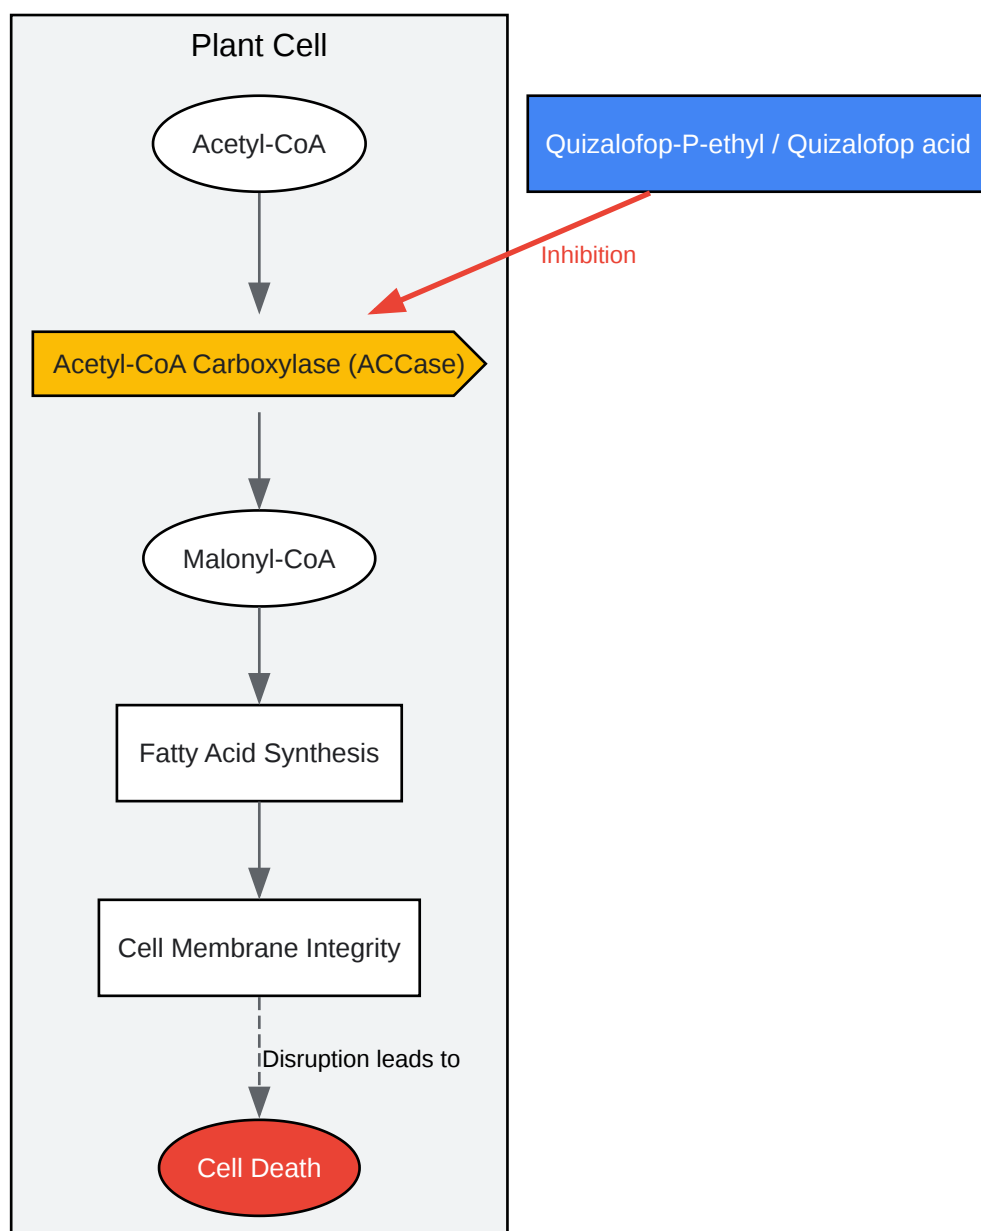 Plant Cell
Acetyl-CoA
Quizalofop-P-ethyl / Quizalofop acid
Inhibition
Acetyl-CoA Carboxylase (ACCase)
Malonyl-CoA
Fatty Acid Synthesis
Cell Membrane Integrity
Disruption leads to
Cell Death